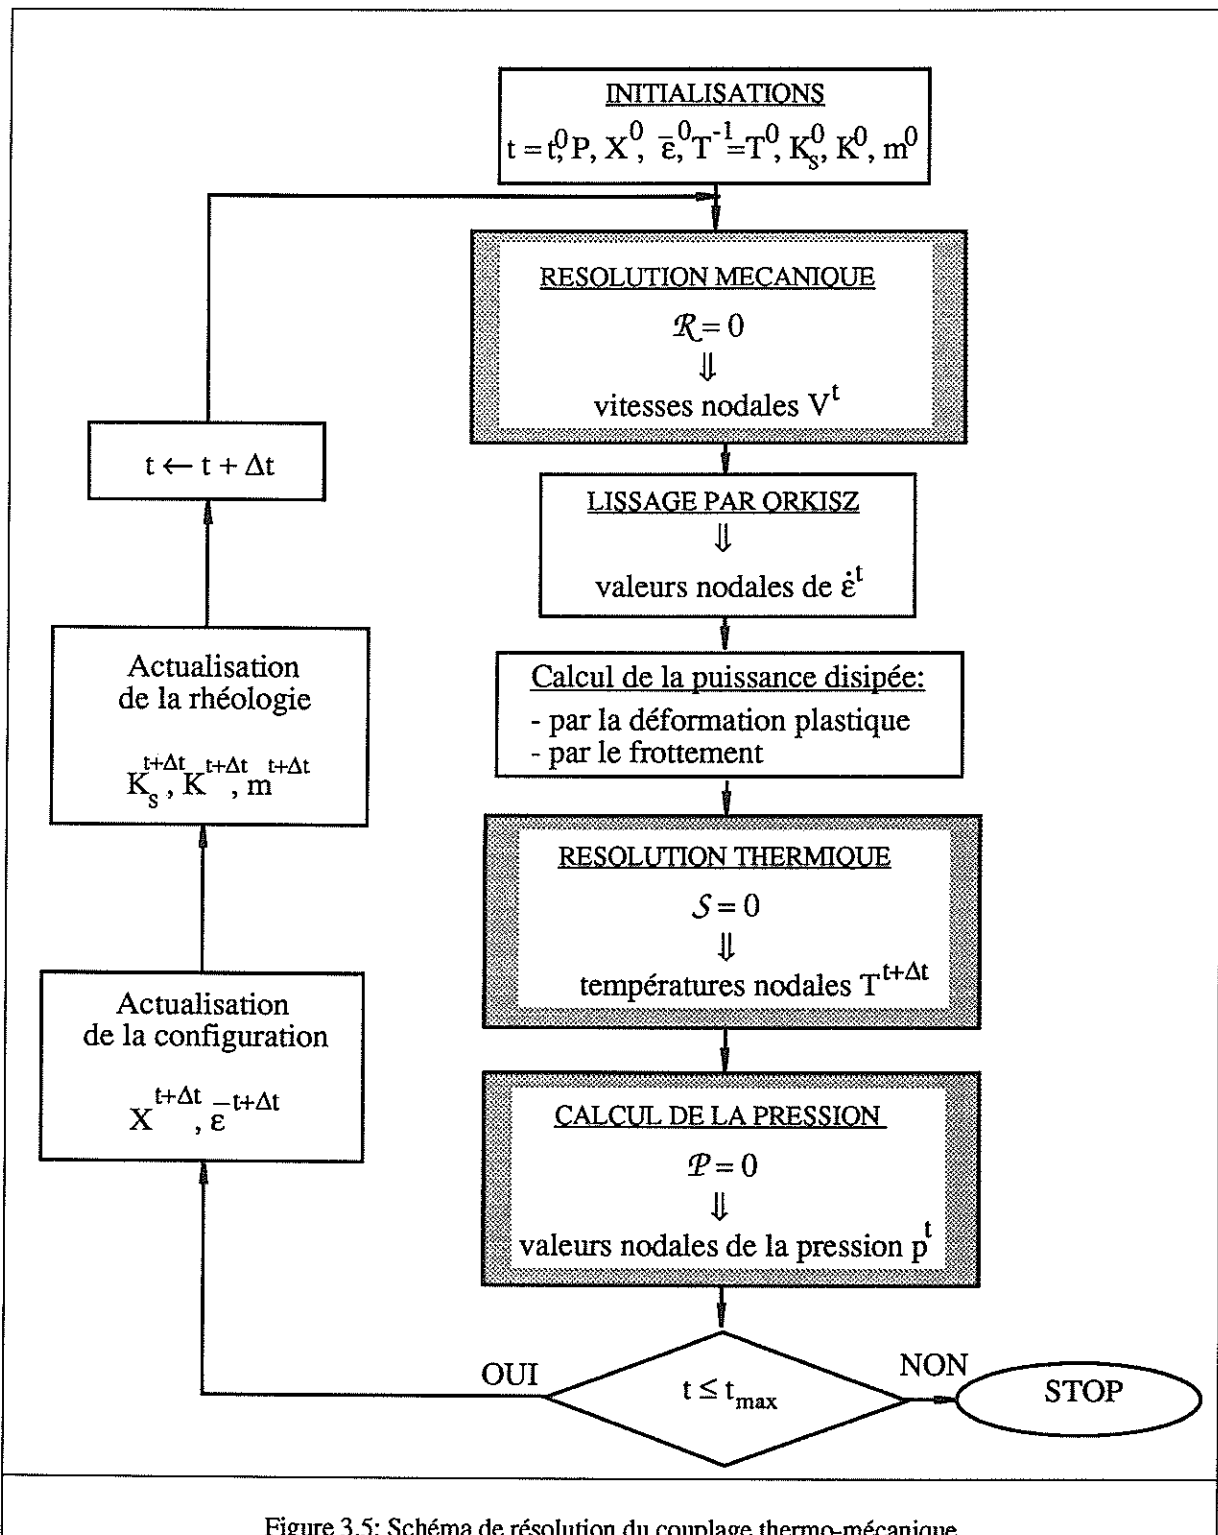 INITIALISATIONS
t = t⁰, P, X⁰, ε̄⁰, T⁻¹=T⁰, Kₛ⁰, K⁰, m⁰
RESOLUTION MECANIQUE
ℛ = 0
⇓
vitesses nodales Vᵗ
LISSAGE PAR ORKISZ
⇓
valeurs nodales de ε̇ᵗ
Calcul de la puissance disipée:
- par la déformation plastique
- par le frottement
RESOLUTION THERMIQUE
𝒮 = 0
⇓
températures nodales T^{t+Δt}
CALCUL DE LA PRESSION
𝒫 = 0
⇓
valeurs nodales de la pression pᵗ
t ≤ t_max
NON
STOP
OUI
Actualisation
de la configuration
X^{t+Δt}, ε̄^{t+Δt}
Actualisation
de la rhéologie
Kₛ^{t+Δt}, K^{t+Δt}, m^{t+Δt}
t ← t + Δt
Figure 3.5: Schéma de résolution du couplage thermo-mécanique